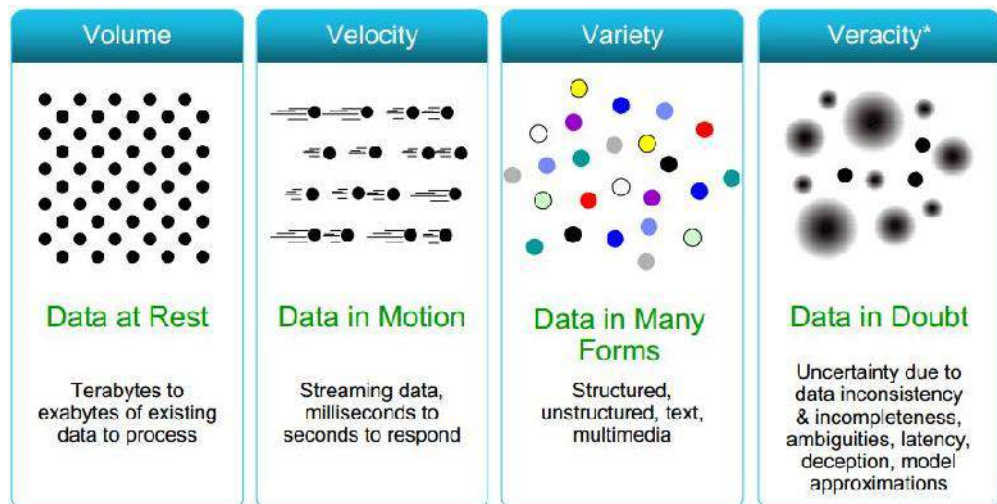 Volume
Data at Rest
Terabytes to
exabytes of existing
data to process
Velocity
Data in Motion
Streaming data,
milliseconds to
seconds to respond
Variety
Data in Many
Forms
Structured,
unstructured, text,
multimedia
Veracity*
Data in Doubt
Uncertainty due to
data inconsistency
& incompleteness,
ambiguities, latency,
deception, model
approximations